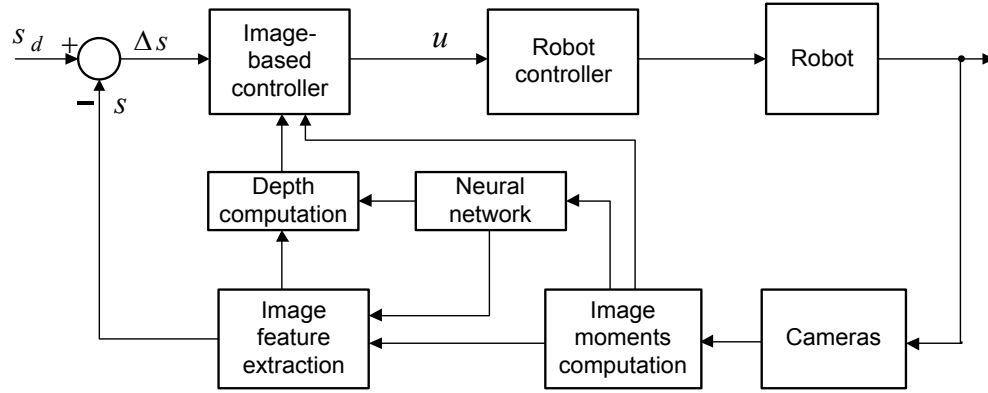 s d
+
Δs
Image-
based
controller
u
Robot
controller
Robot
−
s
Depth
computation
Neural
network
Image
feature
extraction
Image
moments
computation
Cameras